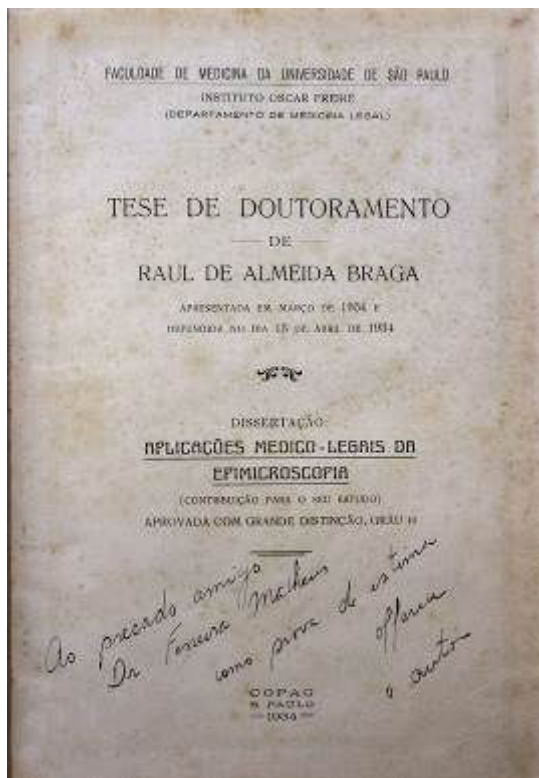 FACULDADE DE MEDICINA DA UNIVERSIDADE DE SÃO PAULO
INSTITUTO OSCAR FREIRE
(DEPARTAMENTO DE MEDICINA LEGAL)
TESE DE DOUTORAMENTO
DE
RAUL DE ALMEIDA BRAGA
APRESENTADA EM MARÇO DE 1934 E
DEFENDIDA NO DIA 15 DE ABRIL DE 1934
DISSERTAÇÃO:
APLICAÇÕES MEDICO-LEGAIS DA
EPIMICROSCOPIA
(CONTRIBUIÇÃO PARA O SEU ESTUDO)
APROVADA COM GRANDE DISTINÇÃO, GRÁU
Ao prezado amigo
Dr Ferreira Matheus
como prova de estima
offerece
o autor
COPAG
S. PAULO
1934